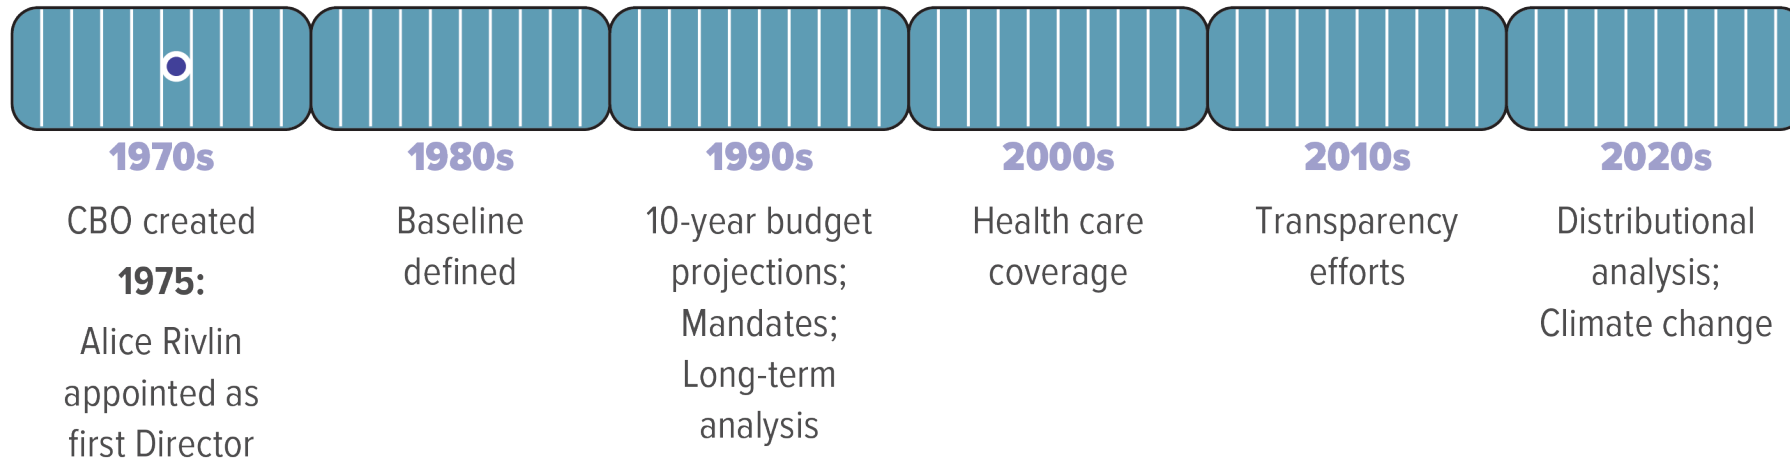 1970s
CBO created
1975:
Alice Rivlin
appointed as
first Director
1980s
Baseline
defined
1990s
10-year budget
projections;
Mandates;
Long-term
analysis
2000s
Health care
coverage
2010s
Transparency
efforts
2020s
Distributional
analysis;
Climate change